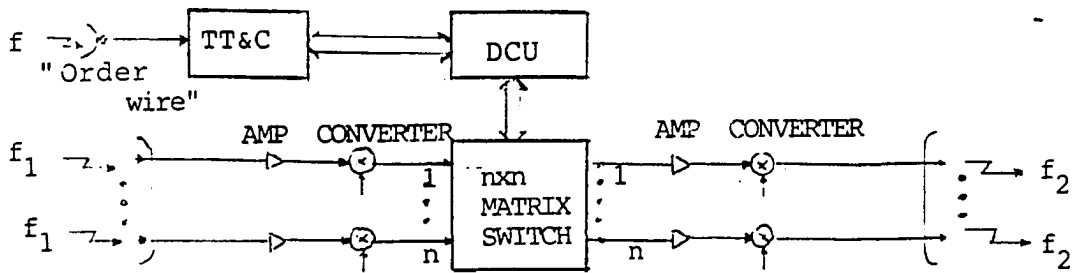 f TT&C DCU
"Order
wire"
AMP CONVERTER AMP CONVERTER
f1 1 nxn 1 f2
MATRIX
f1 n SWITCH n f2